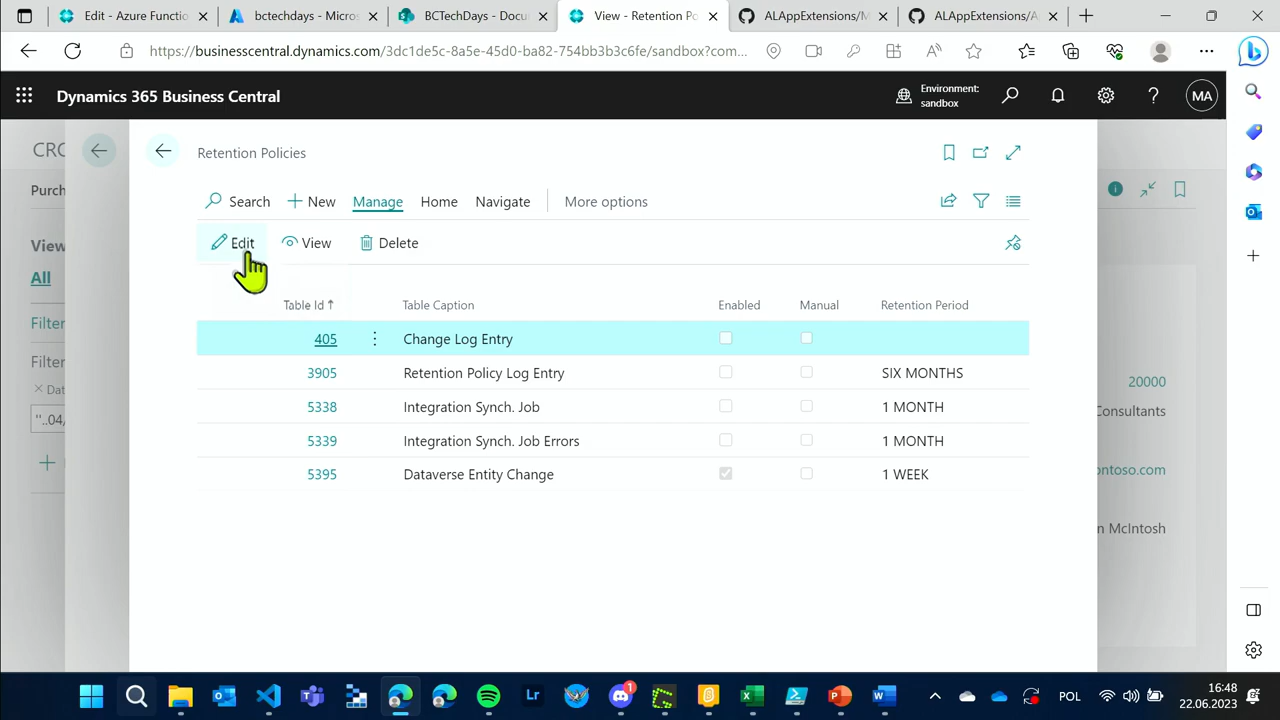 Edit - Azure Functio
bctechdays - Micros
BCTechDays - Docu
View - Retention Po
ALAppExtensions/M
ALAppExtensions/A
https://businesscentral.dynamics.com/3dc1de5c-8a5e-45d0-ba82-754bb3b3c6fe/sandbox?com...
Dynamics 365 Business Central
Environment:
sandbox
MA
CRO
Retention Policies
Purch
Search New Manage Home Navigate More options
View
Edit View Delete
All
Table Id ↑ Table Caption Enabled Manual Retention Period
Filter
405 Change Log Entry
Filter
3905 Retention Policy Log Entry SIX MONTHS
20000
Dat
5338 Integration Synch. Job 1 MONTH
Consultants
''..04/
5339 Integration Synch. Job Errors 1 MONTH
5395 Dataverse Entity Change 1 WEEK
ontoso.com
n McIntosh
Lr
1
POL
16:48
22.06.2023